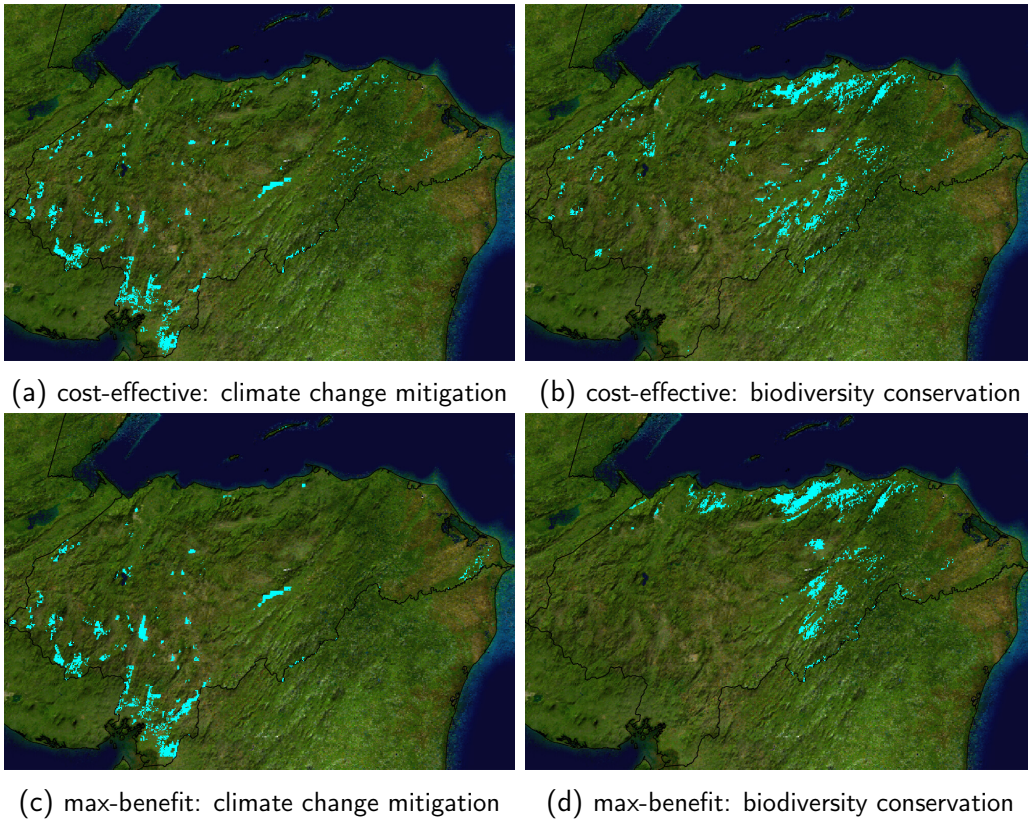 (a) cost-effective: climate change mitigation
(b) cost-effective: biodiversity conservation
(c) max-benefit: climate change mitigation
(d) max-benefit: biodiversity conservation